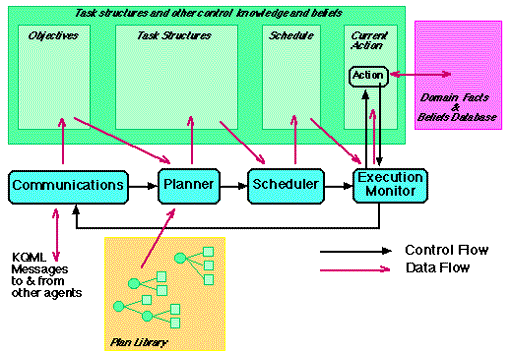 Task structures and other control knowledge and beliefs
Objectives
Task Structures
Schedule
Current
Action
Action
Domain Facts
&
Beliefs Database
Communications
Planner
Scheduler
Execution
Monitor
KQML
Messages
to & from
other agents
Control Flow
Data Flow
Plan Library